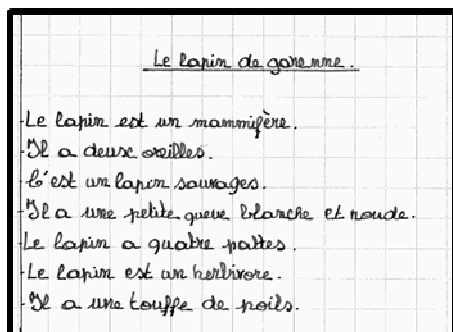 Le lapin de garenne.
-Le lapin est un mammifère.
-Il a deux oreilles.
-C'est un lapin sauvages.
-Il a une petite queue blanche et ronde.
-Le lapin a quatre pattes.
-Le lapin est un herbivore.
-Il a une touffe de poils.